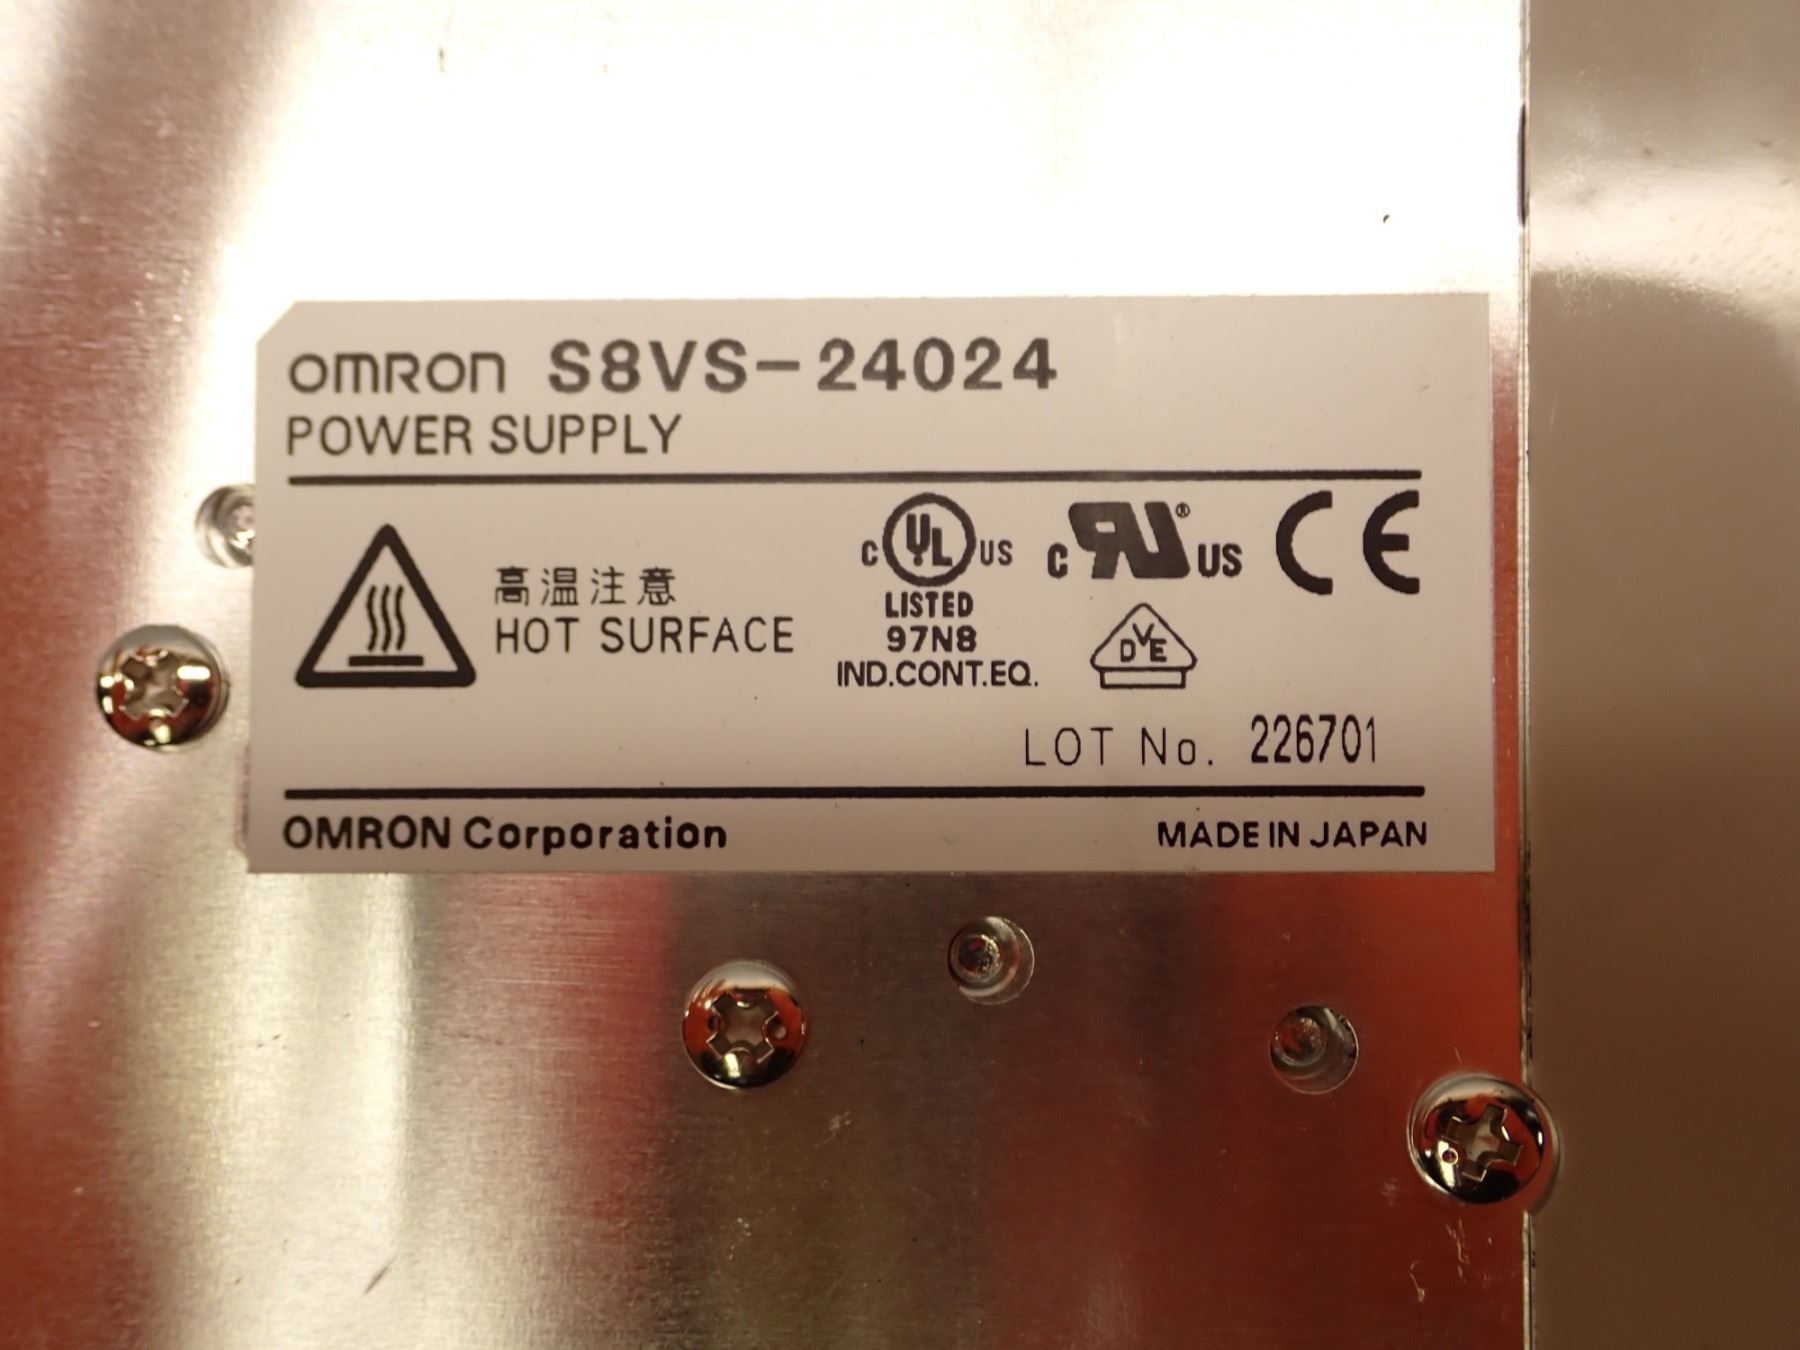 OMRON S8VS-24024
POWER SUPPLY
高温注意
HOT SURFACE
C UL US
LISTED
97N8
IND.CONT.EQ.
C RU® US
CE
DVE
LOT No. 226701
OMRON Corporation
MADE IN JAPAN